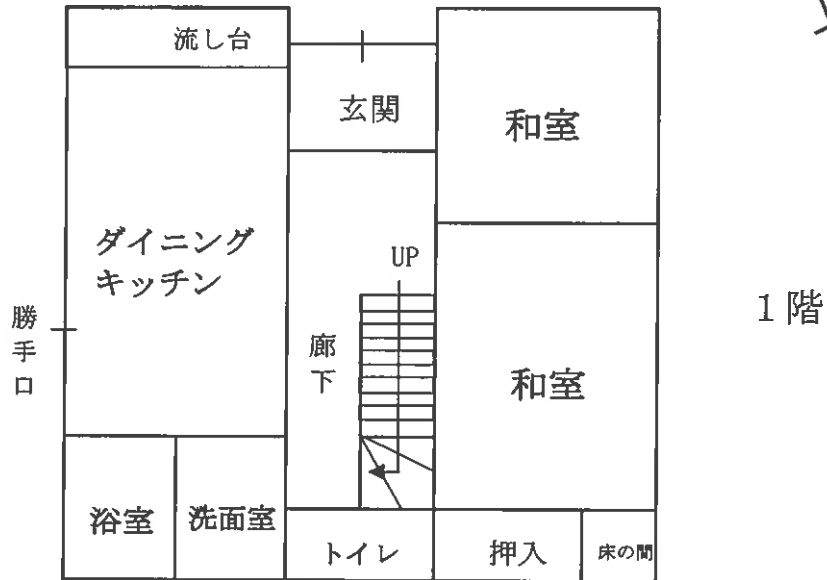 流し台
玄関
和室
ダイニング
キッチン
UP
勝手口
廊下
和室
1階
浴室
洗面室
トイレ
押入
床の間